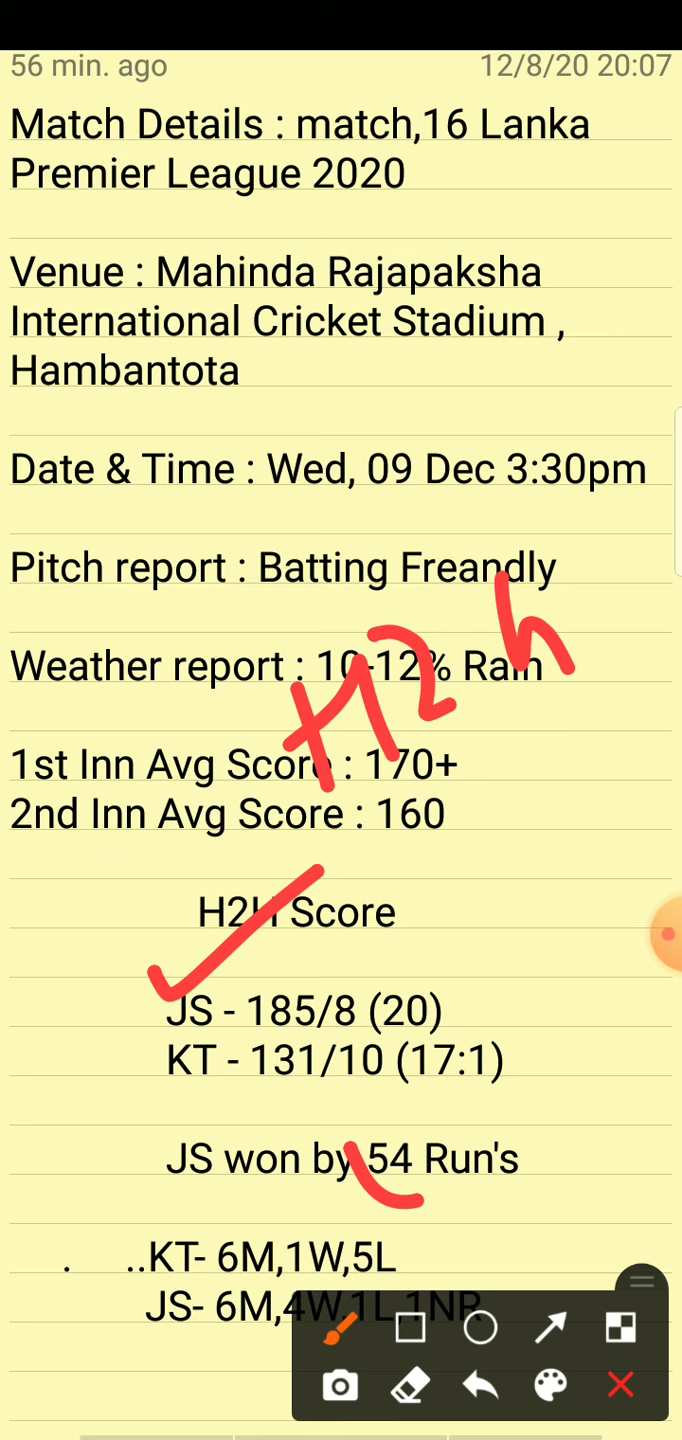 56 min. ago 12/8/20 20:07
Match Details : match,16 Lanka
Premier League 2020
Venue : Mahinda Rajapaksha
International Cricket Stadium ,
Hambantota
Date & Time : Wed, 09 Dec 3:30pm
Pitch report : Batting Freandly
Weather report : 10-12% Rain
H2h
1st Inn Avg Score : 170+
2nd Inn Avg Score : 160
H2H Score
JS - 185/8 (20)
KT - 131/10 (17:1)
JS won by 54 Run's
. ..KT- 6M,1W,5L
JS- 6M,4W.1L,1NR